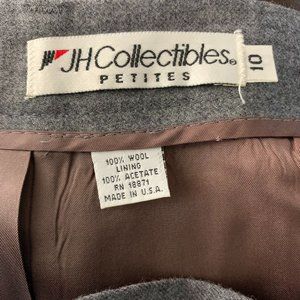 JHCollectibles®
PETITES
10
100% WOOL
LINING
100% ACETATE
RN 18871
MADE IN U.S.A.